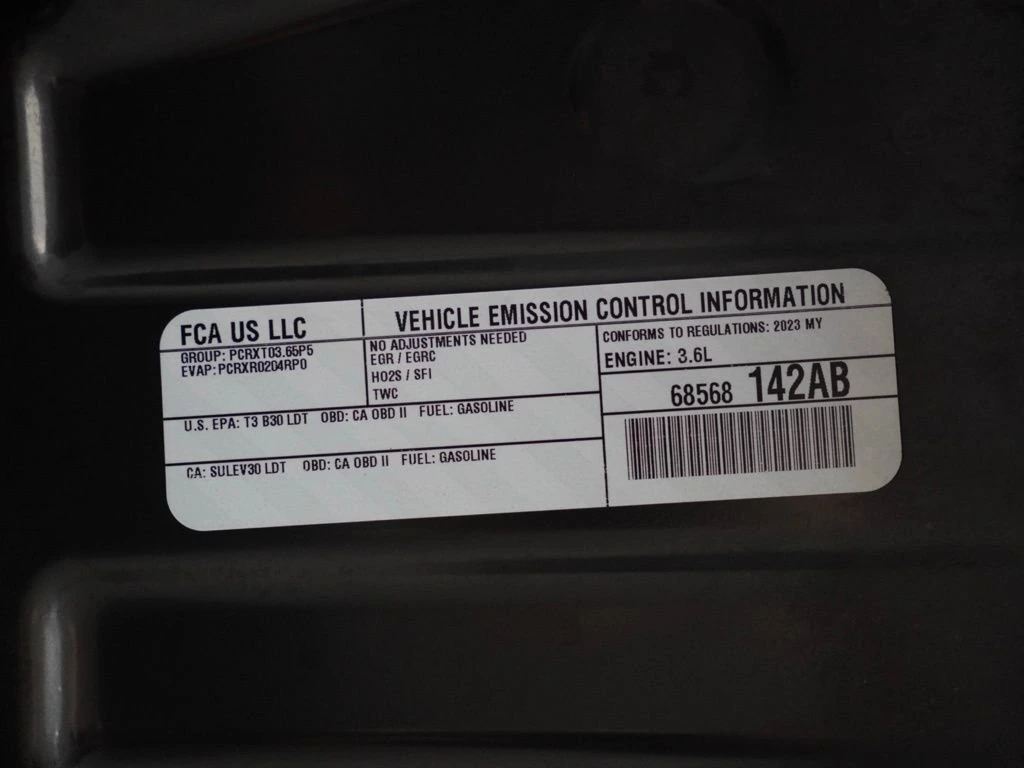 FCA US LLC
VEHICLE EMISSION CONTROL INFORMATION
GROUP: PCRXT03.65P5
EVAP: PCRXR0204RP0
NO ADJUSTMENTS NEEDED
EGR / EGRC
HO2S / SFI
TWC
CONFORMS TO REGULATIONS: 2023 MY
ENGINE: 3.6L
68568 142AB
U.S. EPA: T3 B30 LDT OBD: CA OBD II FUEL: GASOLINE
CA: SULEV30 LDT OBD: CA OBD II FUEL: GASOLINE